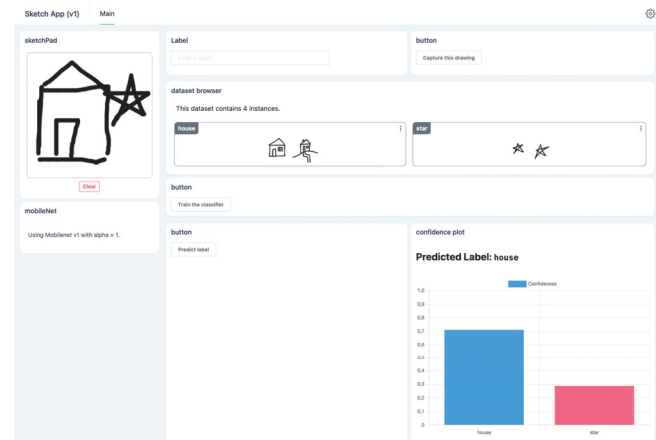 Sketch App (v1)
Main
sketchPad
Clear
mobileNet
Using Mobilenet v1 with alpha = 1.
Label
Enter a label...
button
Capture this drawing
dataset browser
This dataset contains 4 instances.
house
star
button
Train the classifier
button
Predict label
confidence plot
Predicted Label: house
Confidences
1,0
0,9
0,8
0,7
0,6
0,5
0,4
0,3
0,2
0,1
0
house
star